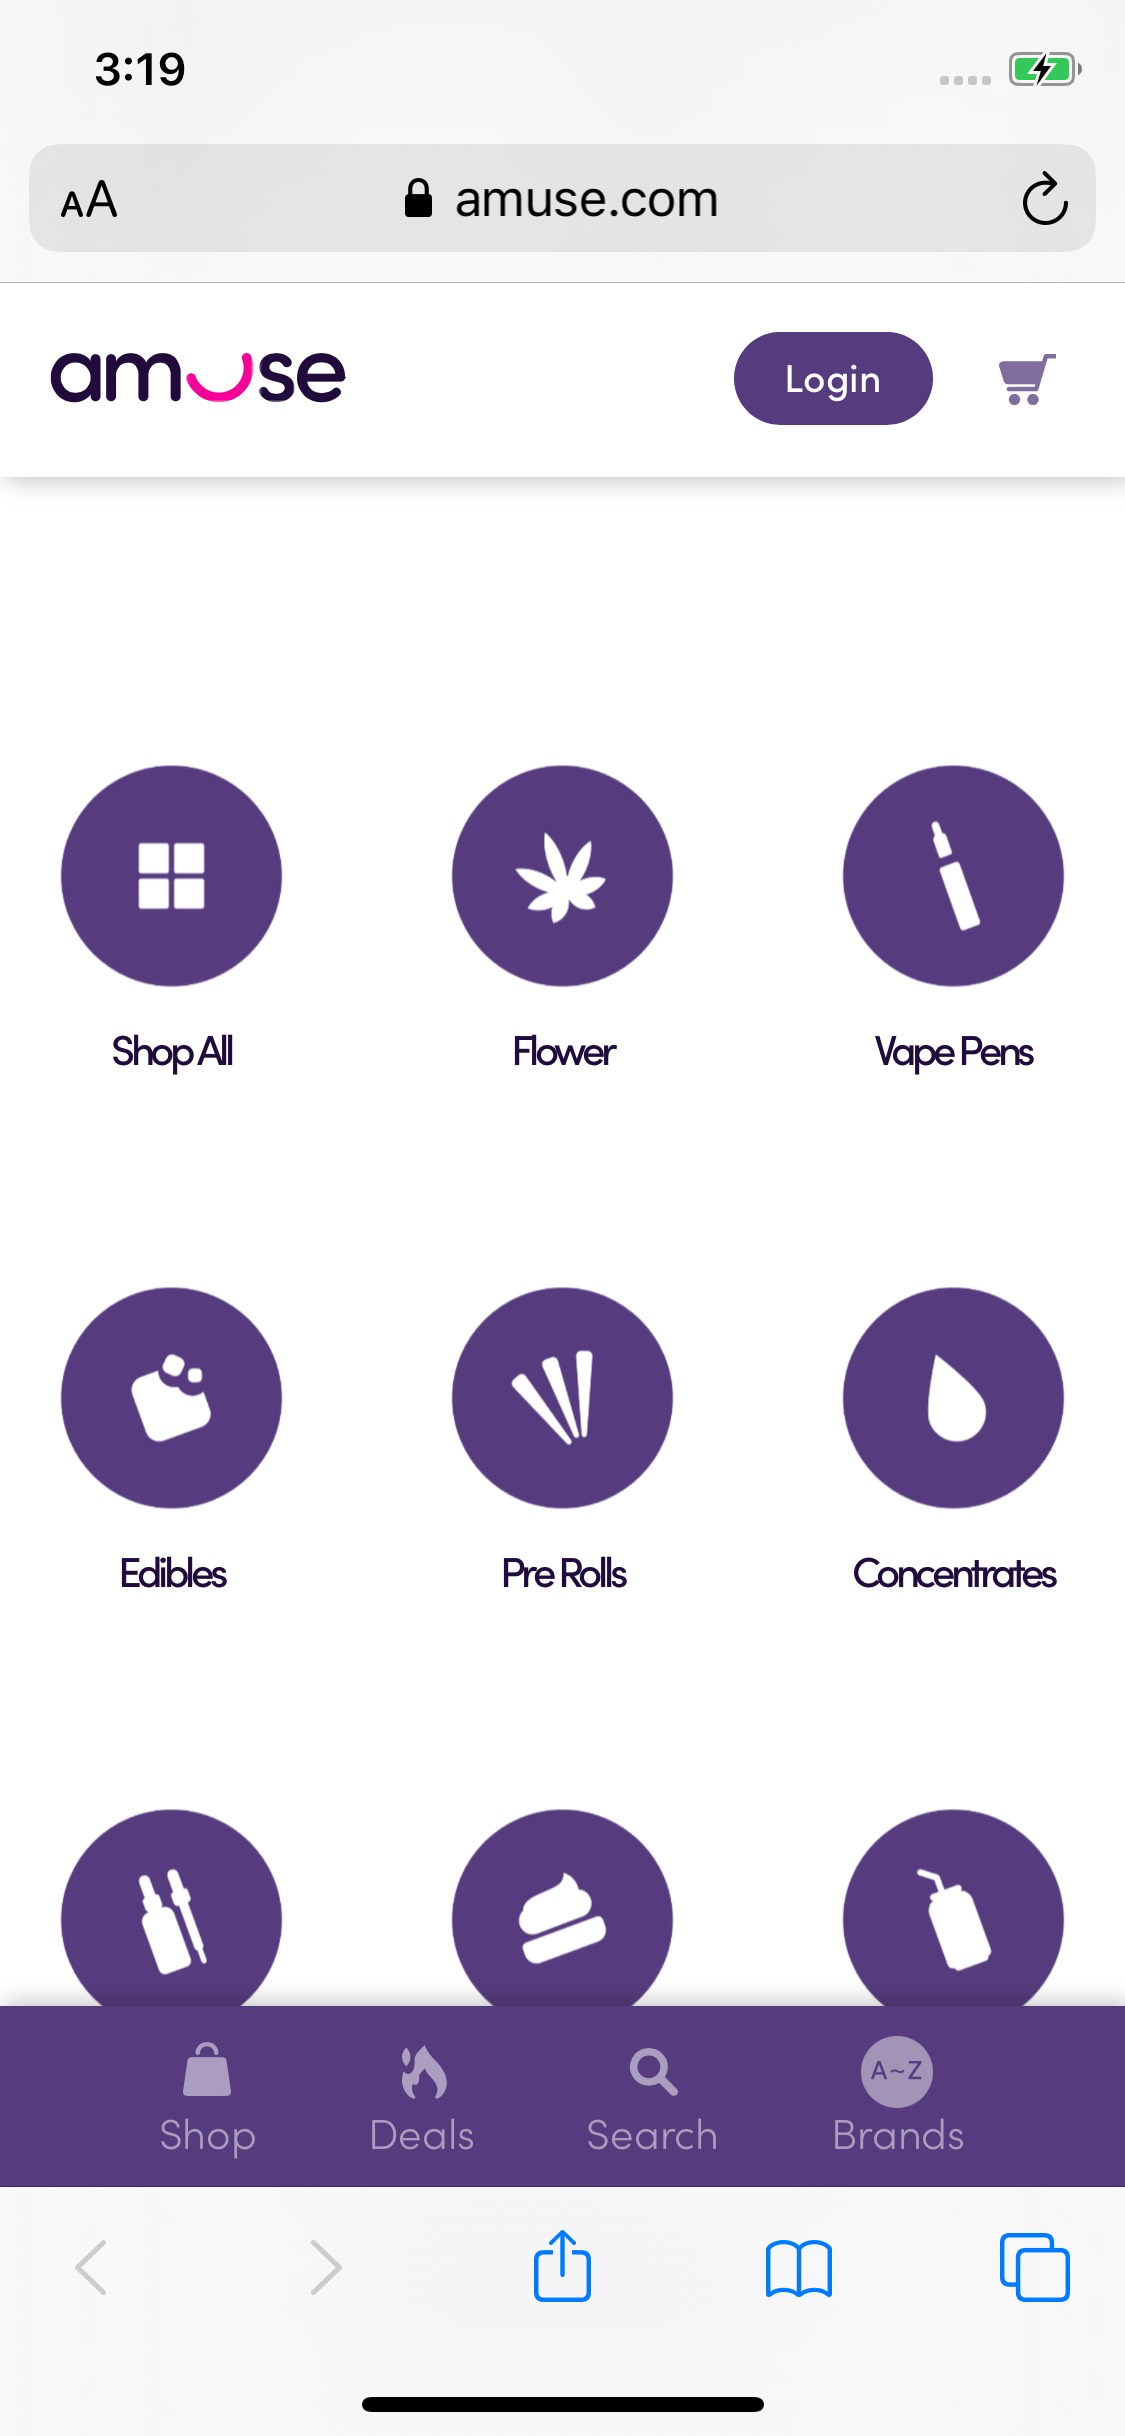 3:19
AA amuse.com
amuse Login
Shop All Flower Vape Pens
Edibles Pre Rolls Concentrates
A~Z
Shop Deals Search Brands